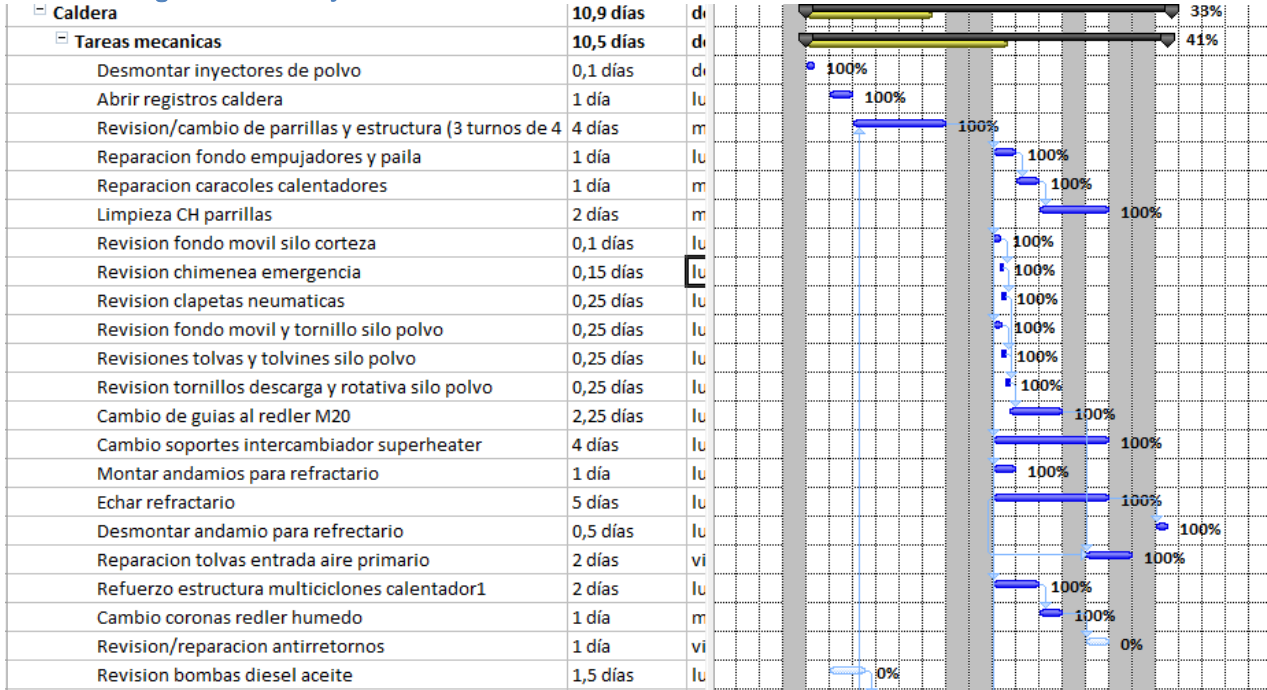 Caldera 10,9 días d 33%
Tareas mecanicas 10,5 días d 41%
Desmontar inyectores de polvo 0,1 días d 100%
Abrir registros caldera 1 día lu 100%
Revision/cambio de parrillas y estructura (3 turnos de 4 4 días m 100%
Reparacion fondo empujadores y paila 1 día lu 100%
Reparacion caracoles calentadores 1 día m 100%
Limpieza CH parrillas 2 días m 100%
Revision fondo movil silo corteza 0,1 días lu 100%
Revision chimenea emergencia 0,15 días lu 100%
Revision clapetas neumaticas 0,25 días lu 100%
Revision fondo movil y tornillo silo polvo 0,25 días lu 100%
Revisiones tolvas y tolvines silo polvo 0,25 días lu 100%
Revision tornillos descarga y rotativa silo polvo 0,25 días lu 100%
Cambio de guias al redler M20 2,25 días lu 100%
Cambio soportes intercambiador superheater 4 días lu 100%
Montar andamios para refractario 1 día lu 100%
Echar refractario 5 días lu 100%
Desmontar andamio para refrectario 0,5 días lu 100%
Reparacion tolvas entrada aire primario 2 días vi 100%
Refuerzo estructura multiciclones calentador1 2 días lu 100%
Cambio coronas redler humedo 1 día m 100%
Revision/reparacion antirretornos 1 día vi 0%
Revision bombas diesel aceite 1,5 días lu 0%